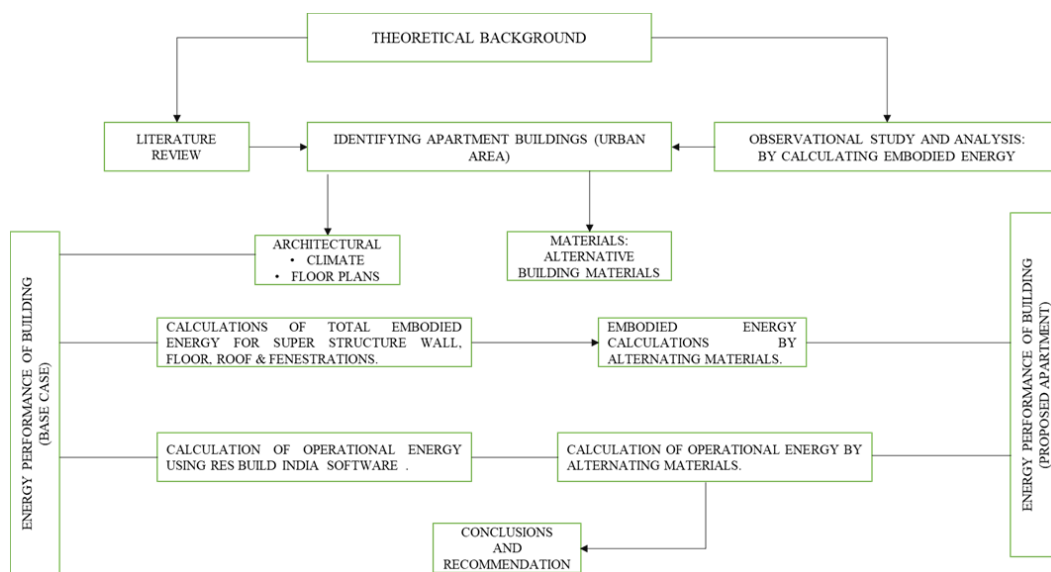 THEORETICAL BACKGROUND
LITERATURE
REVIEW
IDENTIFYING APARTMENT BUILDINGS (URBAN
AREA)
OBSERVATIONAL STUDY AND ANALYSIS:
BY CALCULATING EMBODIED ENERGY
ARCHITECTURAL
• CLIMATE
• FLOOR PLANS
MATERIALS:
ALTERNATIVE
BUILDING MATERIALS
ENERGY PERFORMANCE OF BUILDING
(BASE CASE)
CALCULATIONS OF TOTAL EMBODIED
ENERGY FOR SUPER STRUCTURE WALL,
FLOOR, ROOF & FENESTRATIONS.
EMBODIED ENERGY
CALCULATIONS BY
ALTERNATING MATERIALS.
ENERGY PERFORMANCE OF BUILDING
(PROPOSED APARTMENT)
CALCULATION OF OPERATIONAL ENERGY
USING RES BUILD INDIA SOFTWARE .
CALCULATION OF OPERATIONAL ENERGY BY
ALTERNATING MATERIALS.
CONCLUSIONS
AND
RECOMMENDATION